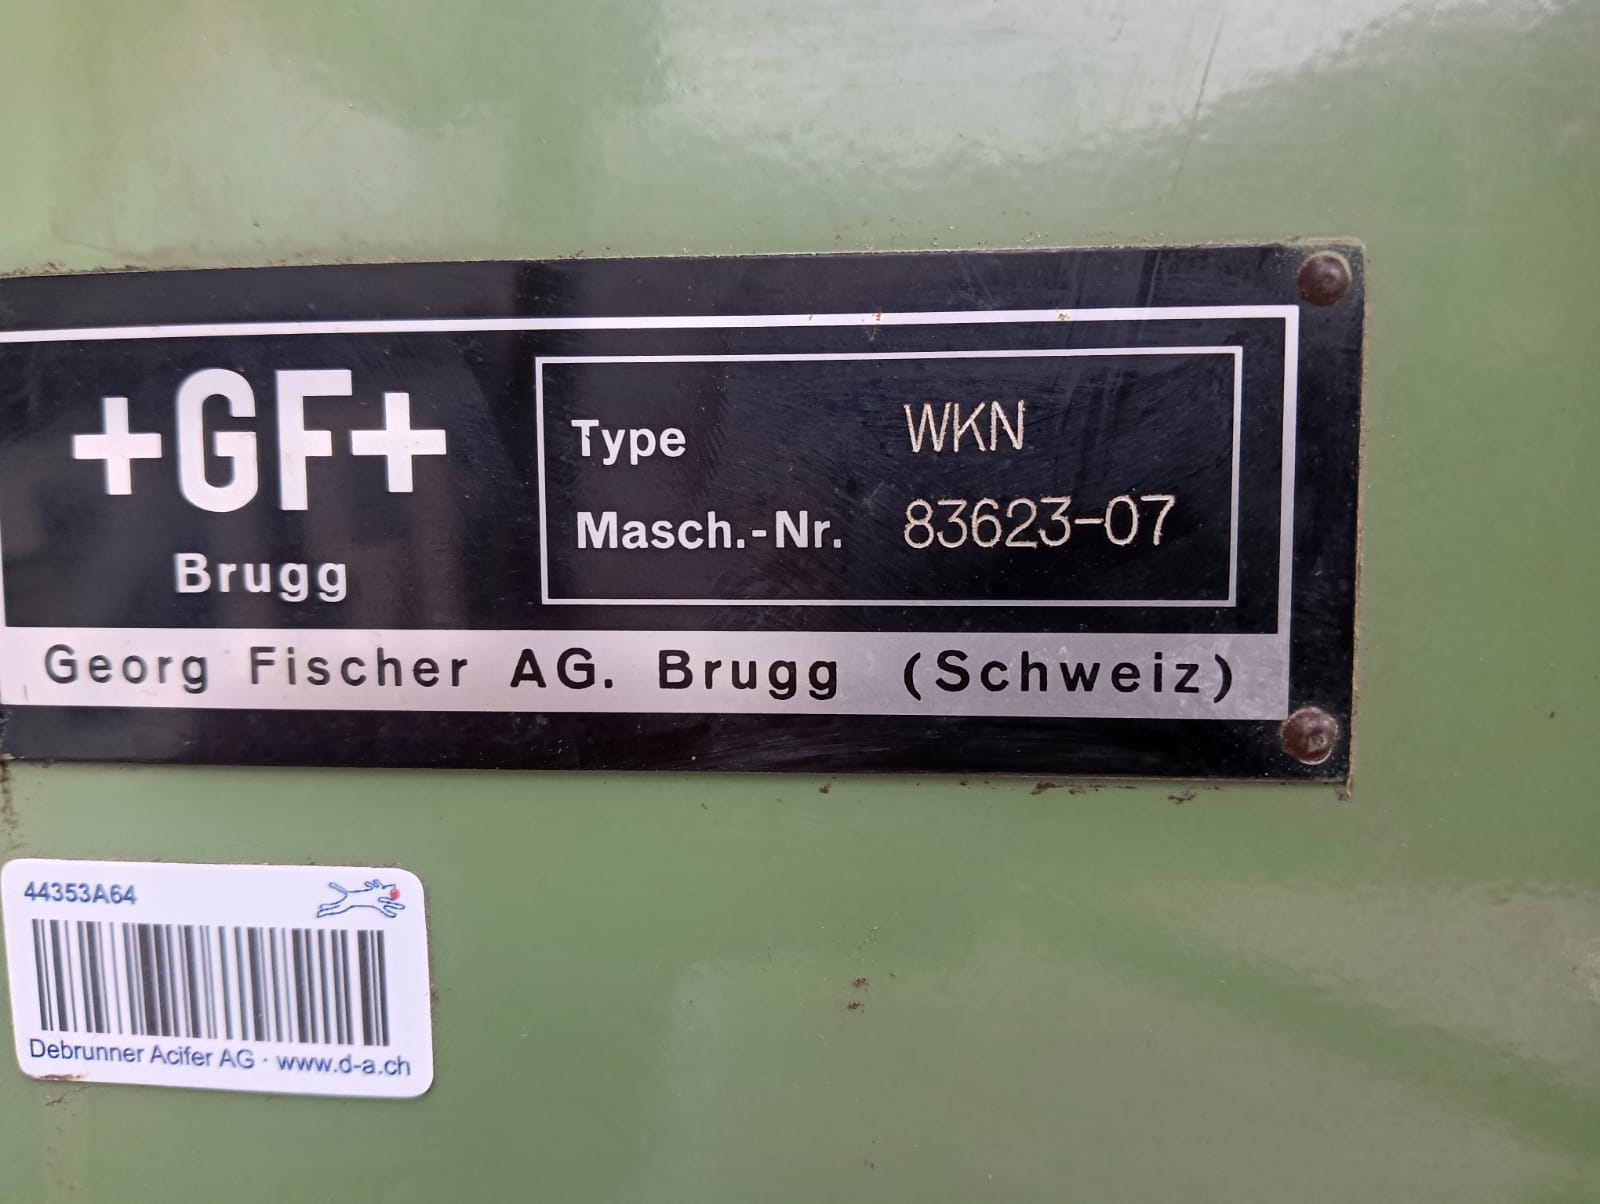 +GF+
Brugg
Type WKN
Masch.-Nr. 83623-07
Georg Fischer AG. Brugg (Schweiz)
44353A64
Debrunner Acifer AG · www.d-a.ch